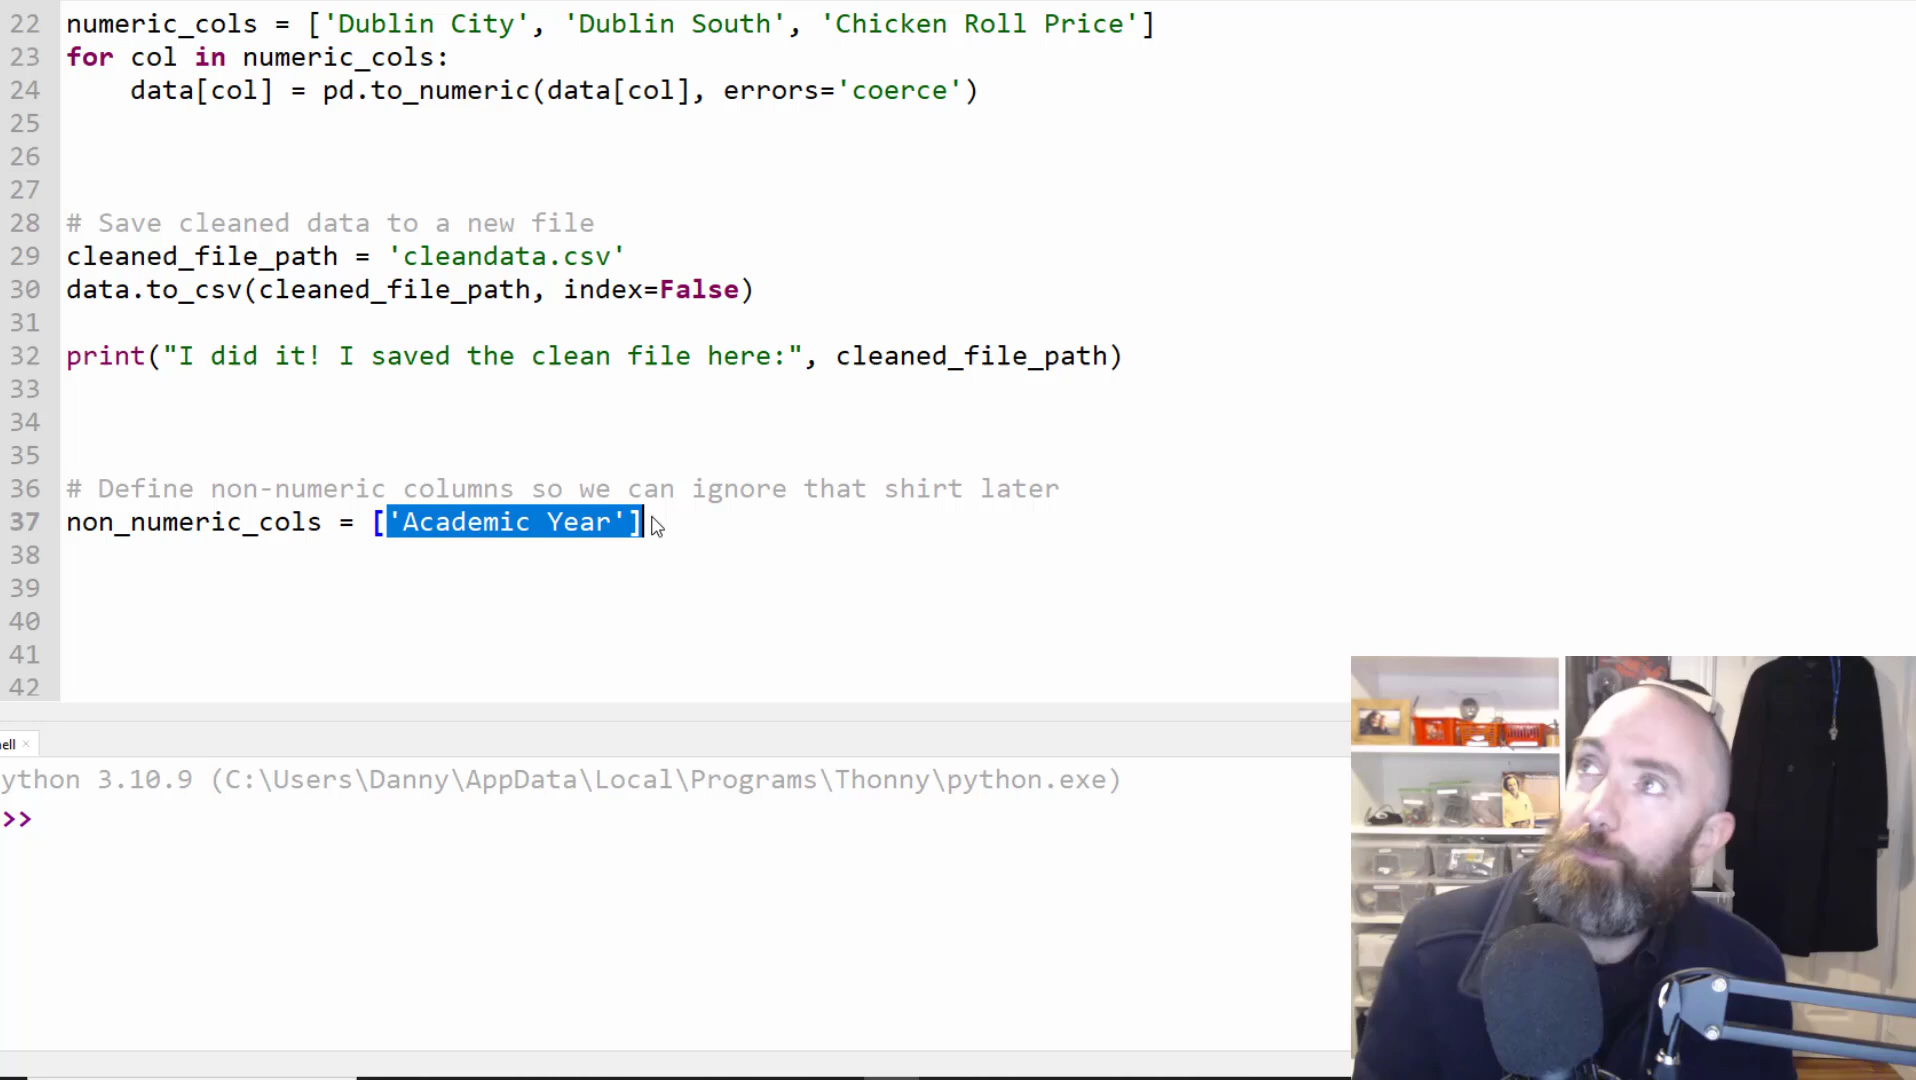 22 numeric_cols = ['Dublin City', 'Dublin South', 'Chicken Roll Price']
23 for col in numeric_cols:
24 data[col] = pd.to_numeric(data[col], errors='coerce')
25
26
27
28 # Save cleaned data to a new file
29 cleaned_file_path = 'cleandata.csv'
30 data.to_csv(cleaned_file_path, index=False)
31
32 print("I did it! I saved the clean file here:", cleaned_file_path)
33
34
35
36 # Define non-numeric columns so we can ignore that shirt later
37 non_numeric_cols = ['Academic Year']
38
39
40
41
42
ell ×
ython 3.10.9 (C:\Users\Danny\AppData\Local\Programs\Thonny\python.exe)
>>